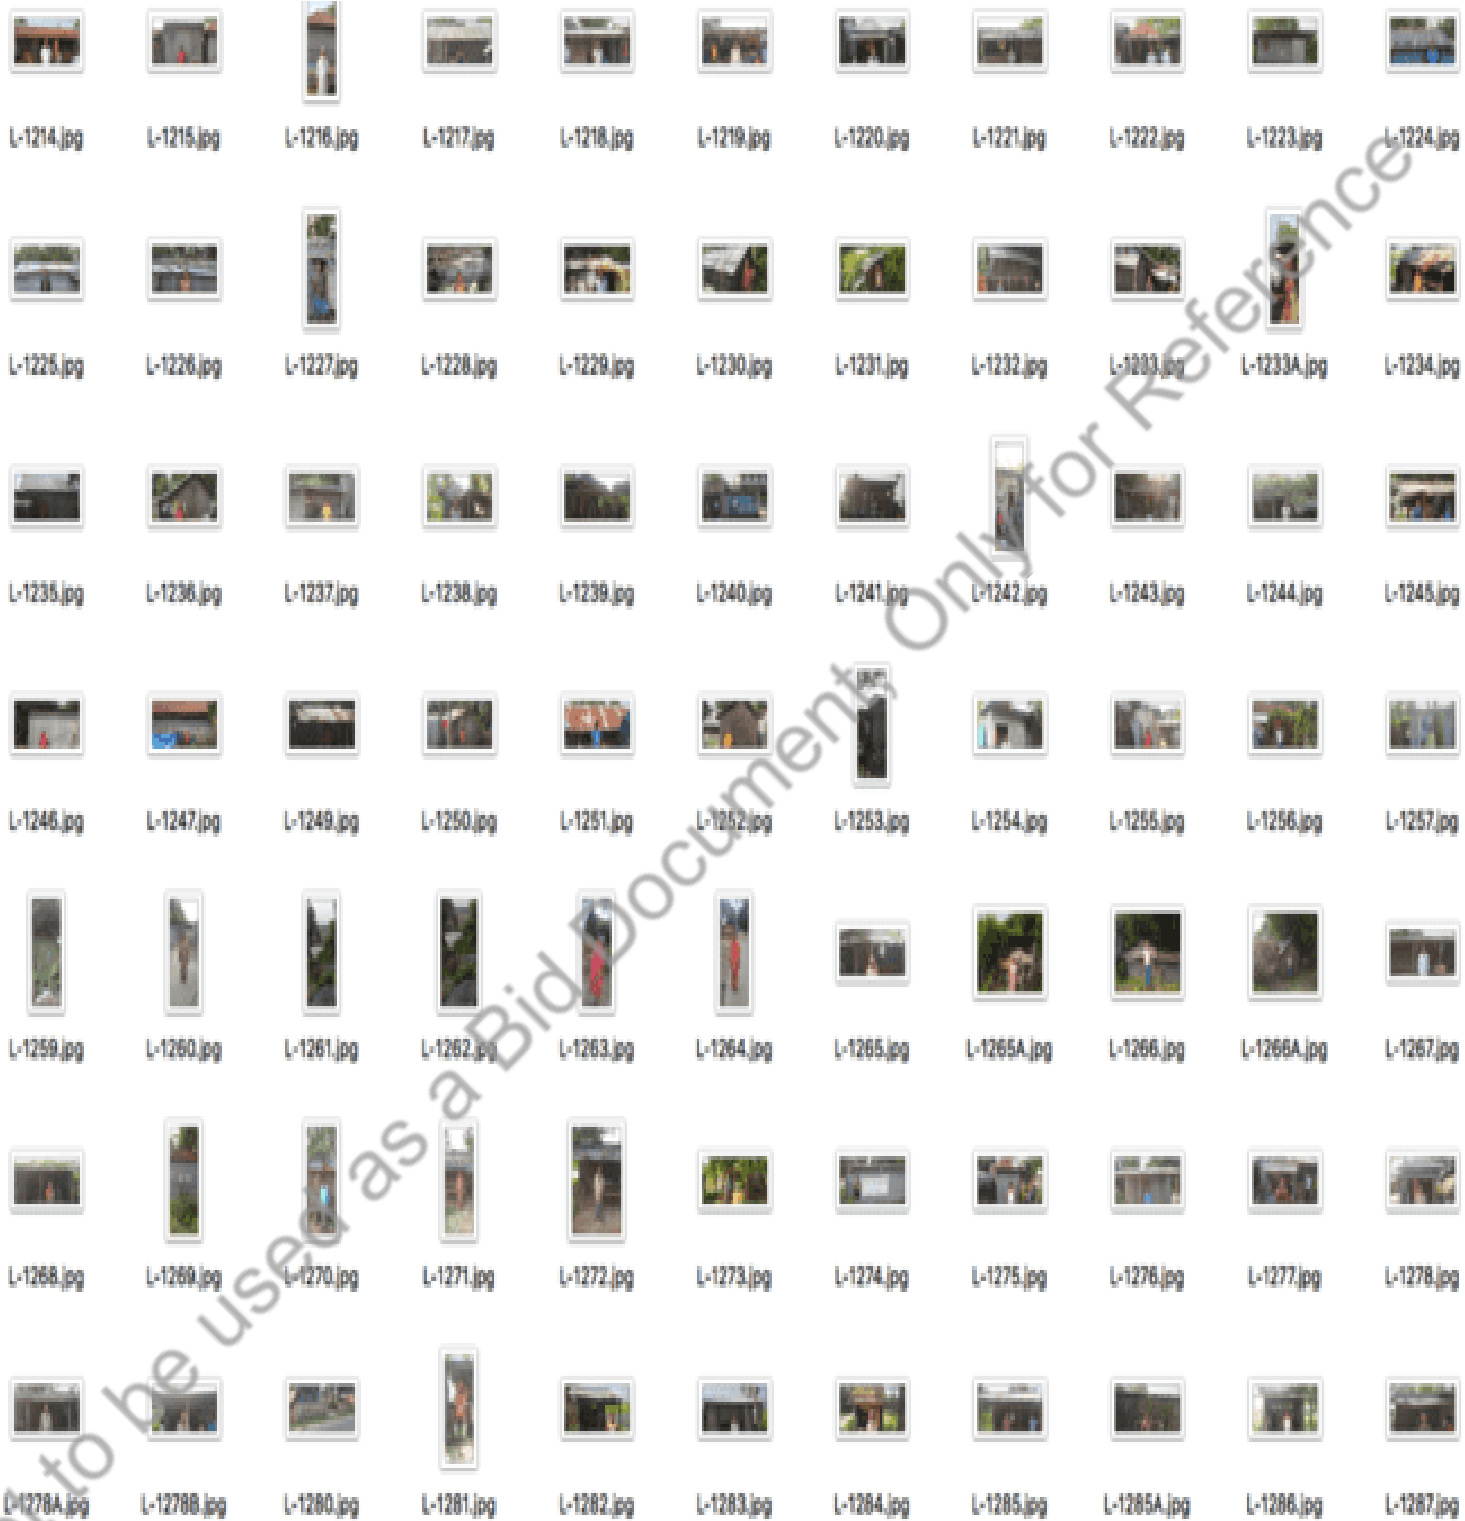 L-1214.jpg L-1215.jpg L-1216.jpg L-1217.jpg L-1218.jpg L-1219.jpg L-1220.jpg L-1221.jpg L-1222.jpg L-1223.jpg L-1224.jpg
L-1225.jpg L-1226.jpg L-1227.jpg L-1228.jpg L-1229.jpg L-1230.jpg L-1231.jpg L-1232.jpg L-1233.jpg L-1233A.jpg L-1234.jpg
L-1235.jpg L-1236.jpg L-1237.jpg L-1238.jpg L-1239.jpg L-1240.jpg L-1241.jpg L-1242.jpg L-1243.jpg L-1244.jpg L-1245.jpg
L-1246.jpg L-1247.jpg L-1249.jpg L-1250.jpg L-1251.jpg L-1252.jpg L-1253.jpg L-1254.jpg L-1255.jpg L-1256.jpg L-1257.jpg
L-1259.jpg L-1260.jpg L-1261.jpg L-1262.jpg L-1263.jpg L-1264.jpg L-1265.jpg L-1265A.jpg L-1266.jpg L-1266A.jpg L-1267.jpg
L-1268.jpg L-1269.jpg L-1270.jpg L-1271.jpg L-1272.jpg L-1273.jpg L-1274.jpg L-1275.jpg L-1276.jpg L-1277.jpg L-1278.jpg
L-1278A.jpg L-1278B.jpg L-1280.jpg L-1281.jpg L-1282.jpg L-1283.jpg L-1284.jpg L-1285.jpg L-1285A.jpg L-1286.jpg L-1287.jpg
to be used as a Bid Document, Only for Reference